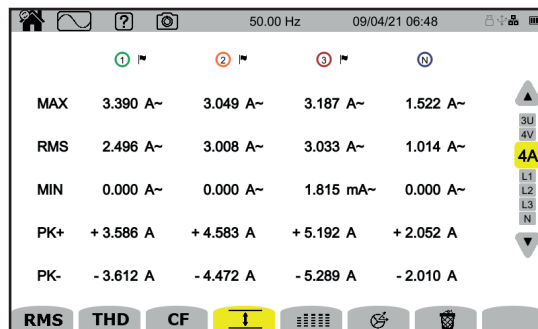 ? 50.00 Hz 09/04/21 06:48
1 2 3 N
MAX 3.390 A~ 3.049 A~ 3.187 A~ 1.522 A~
RMS 2.496 A~ 3.008 A~ 3.033 A~ 1.014 A~
MIN 0.000 A~ 0.000 A~ 1.815 mA~ 0.000 A~
PK+ + 3.586 A + 4.583 A + 5.192 A + 2.052 A
PK- - 3.612 A - 4.472 A - 5.289 A - 2.010 A
3U
4V
4A
L1
L2
L3
N
RMS THD CF